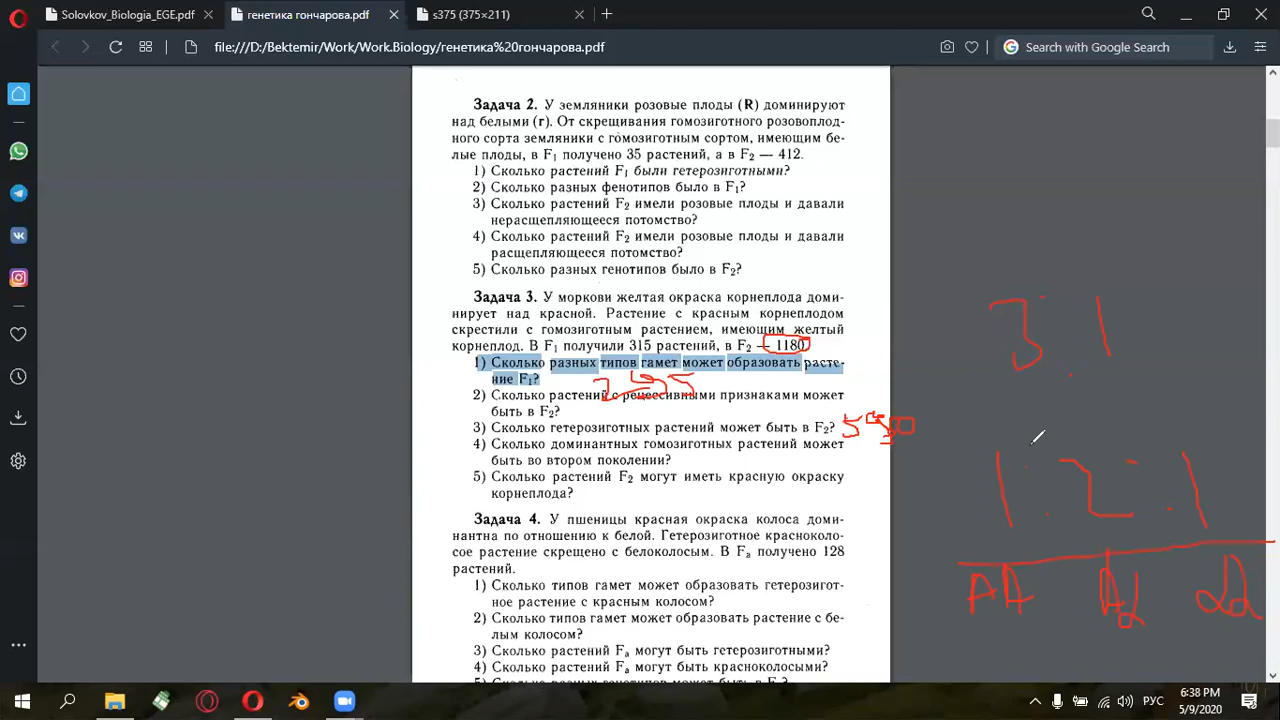 Solovkov_Biologia_EGE.pdf
генетика гончарова.pdf
s375 (375×211)
file:///D:/Bektemir/Work/Work.Biology/генетика%20гончарова.pdf
Search with Google
Задача 2. У земляники розовые плоды (R) доминируют
над белыми (r). От скрещивания гомозиготного розовоплод-
ного сорта земляники с гомозиготным сортом, имеющим бе-
лые плоды, в F₁ получено 35 растений, а в F₂ — 412.
1) Сколько растений F₁ были гетерозиготными?
2) Сколько разных фенотипов было в F₁?
3) Сколько растений F₂ имели розовые плоды и давали
нерасщепляющееся потомство?
4) Сколько растений F₂ имели розовые плоды и давали
расщепляющееся потомство?
5) Сколько разных генотипов было в F₂?
Задача 3. У моркови желтая окраска корнеплода доми-
нирует над красной. Растение с красным корнеплодом
скрестили с гомозиготным растением, имеющим желтый
корнеплод. В F₁ получили 315 растений, в F₂ — 1180.
1) Сколько разных типов гамет может образовать расте-
ние F₁?
2) Сколько растений с рецессивными признаками может
быть в F₂?
3) Сколько гетерозиготных растений может быть в F₂?
4) Сколько доминантных гомозиготных растений может
быть во втором поколении?
5) Сколько растений F₂ могут иметь красную окраску
корнеплода?
3 : 1
1 : 2 : 1
AA Aa aa
Задача 4. У пшеницы красная окраска колоса доми-
нантна по отношению к белой. Гетерозиготное красноколо-
сое растение скрещено с белоколосым. В Fₐ получено 128
растений.
1) Сколько типов гамет может образовать гетерозигот-
ное растение с красным колосом?
2) Сколько типов гамет может образовать растение с бе-
лым колосом?
3) Сколько растений Fₐ могут быть гетерозиготными?
4) Сколько растений Fₐ могут быть красноколосыми?
РУС
6:38 PM
5/9/2020